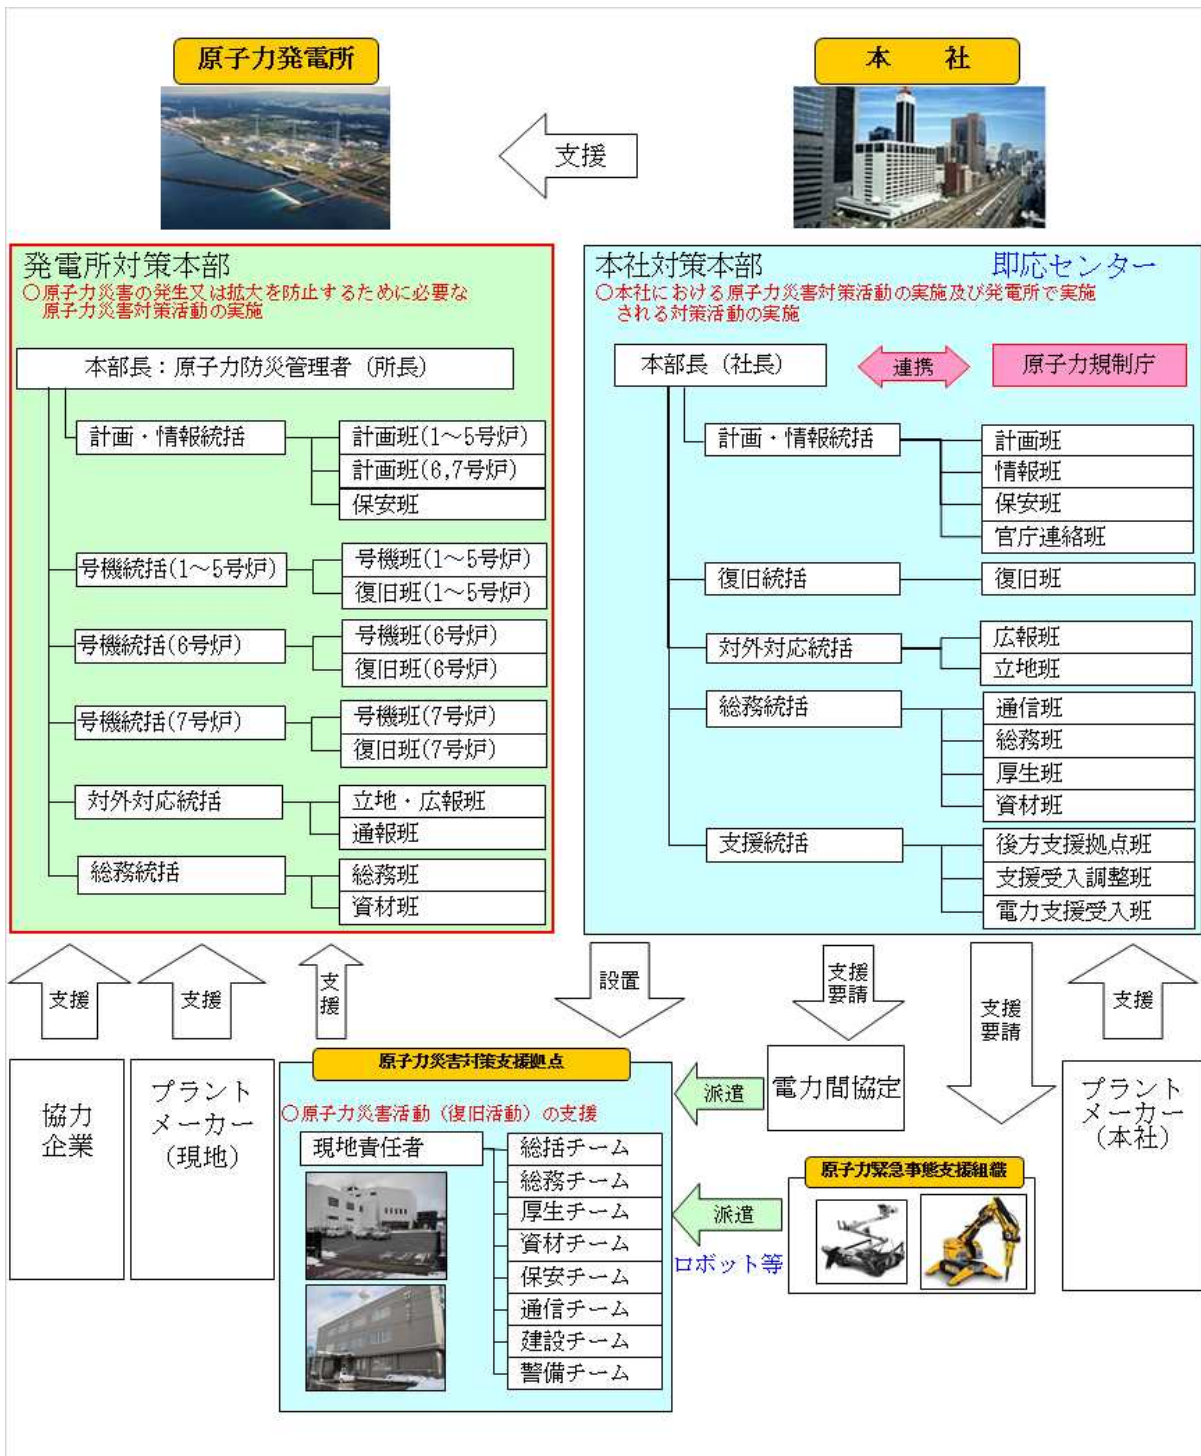 原子力発電所
本　　社
支援
発電所対策本部
○原子力災害の発生又は拡大を防止するために必要な
原子力災害対策活動の実施
本部長：原子力防災管理者（所長）
計画・情報統括
計画班(1～5号炉)
計画班(6,7号炉)
保安班
号機統括(1～5号炉)
号機班(1～5号炉)
復旧班(1～5号炉)
号機統括(6号炉)
号機班(6号炉)
復旧班(6号炉)
号機統括(7号炉)
号機班(7号炉)
復旧班(7号炉)
対外対応統括
立地・広報班
通報班
総務統括
総務班
資材班
本社対策本部
即応センター
○本社における原子力災害対策活動の実施及び発電所で実施
される対策活動の実施
本部長（社長）
連携
原子力規制庁
計画・情報統括
計画班
情報班
保安班
官庁連絡班
復旧統括
復旧班
対外対応統括
広報班
立地班
総務統括
通信班
総務班
厚生班
資材班
支援統括
後方支援拠点班
支援受入調整班
電力支援受入班
支援
支援
支
援
設置
支援
要請
支援
要請
支援
協力
企業
プラント
メーカー
（現地）
原子力災害対策支援拠点
○原子力災害活動（復旧活動）の支援
現地責任者
総括チーム
総務チーム
厚生チーム
資材チーム
保安チーム
通信チーム
建設チーム
警備チーム
派遣
電力間協定
派遣
ロボット等
原子力緊急事態支援組織
プラント
メーカー
（本社）